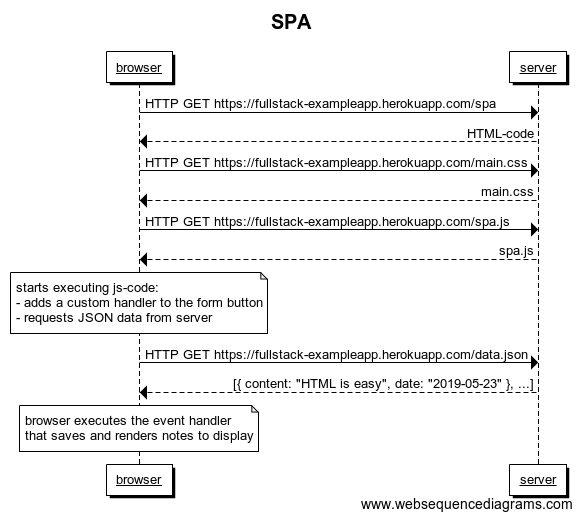 SPA
browser
server
HTTP GET https://fullstack-exampleapp.herokuapp.com/spa
HTML-code
HTTP GET https://fullstack-exampleapp.herokuapp.com/main.css
main.css
HTTP GET https://fullstack-exampleapp.herokuapp.com/spa.js
spa.js
starts executing js-code:
- adds a custom handler to the form button
- requests JSON data from server
HTTP GET https://fullstack-exampleapp.herokuapp.com/data.json
[{ content: "HTML is easy", date: "2019-05-23" }, ...]
browser executes the event handler
that saves and renders notes to display
browser
server
www.websequencediagrams.com